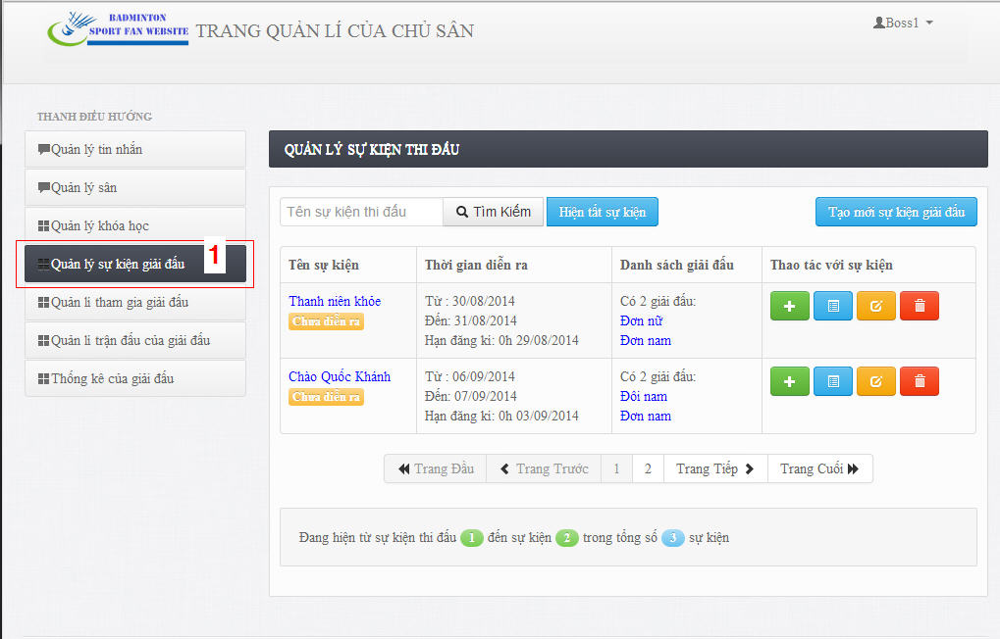 BADMINTON
SPORT FAN WEBSITE
TRANG QUẢN LÍ CỦA CHỦ SÂN
Boss1
THANH ĐIỀU HƯỚNG
Quản lý tin nhắn
Quản lý sân
Quản lý khóa học
Quản lý sự kiện giải đấu
1
Quản lí tham gia giải đấu
Quản lí trận đấu của giải đấu
Thống kê của giải đấu
QUẢN LÝ SỰ KIỆN THI ĐẤU
Tên sự kiện thi đấu
Tìm Kiếm
Hiện tất sự kiện
Tạo mới sự kiện giải đấu
Tên sự kiện
Thời gian diễn ra
Danh sách giải đấu
Thao tác với sự kiện
Thanh niên khỏe
Chưa diễn ra
Từ : 30/08/2014
Đến: 31/08/2014
Hạn đăng kí: 0h 29/08/2014
Có 2 giải đấu:
Đơn nữ
Đơn nam
Chào Quốc Khánh
Chưa diễn ra
Từ : 06/09/2014
Đến: 07/09/2014
Hạn đăng kí: 0h 03/09/2014
Có 2 giải đấu:
Đôi nam
Đơn nam
Trang Đầu
Trang Trước
1
2
Trang Tiếp
Trang Cuối
Đang hiện từ sự kiện thi đấu 1 đến sự kiện 2 trong tổng số 3 sự kiện